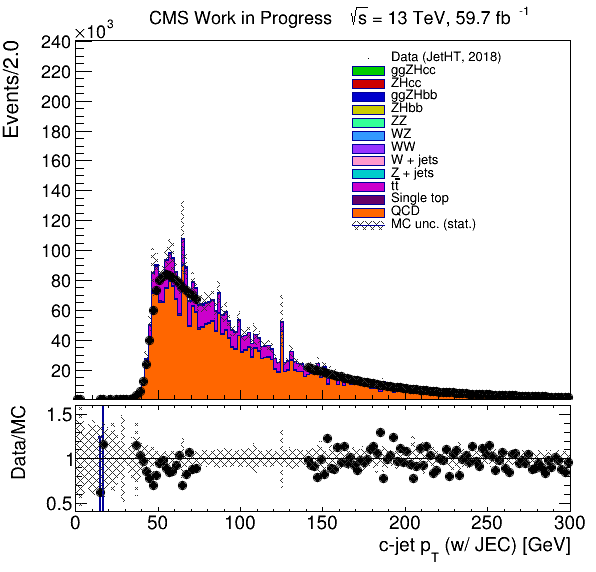 CMS Work in Progress √s = 13 TeV, 59.7 fb -1
×10³
Events/2.0
240
220
200
180
160
140
120
100
80
60
40
20
Data (JetHT, 2018)
ggZHcc
ZHcc
ggZHbb
ZHbb
ZZ
WZ
WW
W + jets
Z + jets
tt̅
Single top
QCD
MC unc. (stat.)
Data/MC
1.5
1
0.5
0 50 100 150 200 250 300
c-jet p_T (w/ JEC) [GeV]